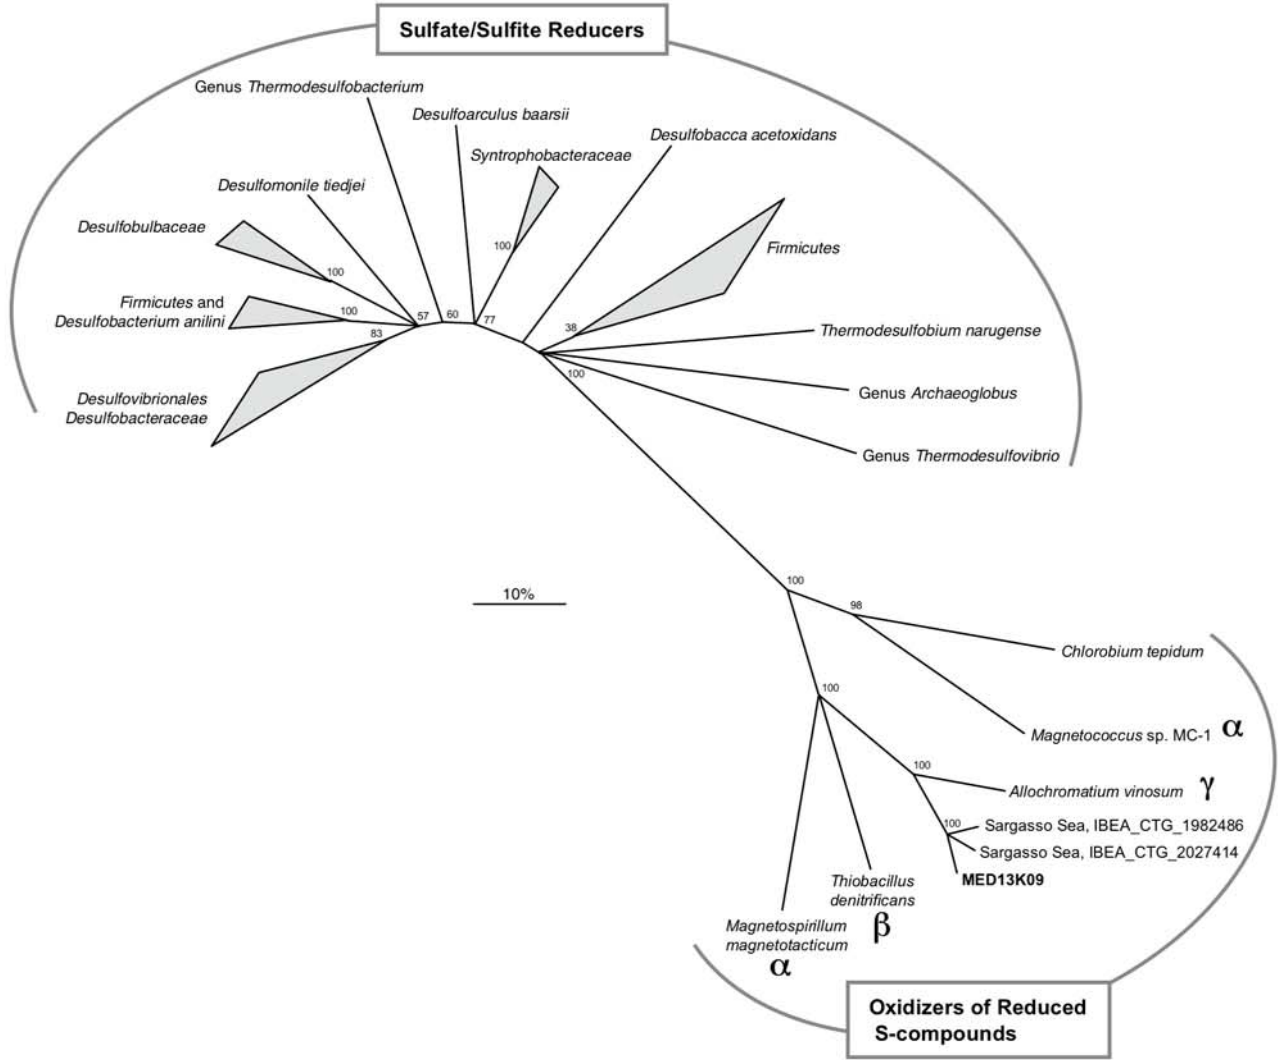 Sulfate/Sulfite Reducers
Genus Thermodesulfobacterium
Desulfoarculus baarsii
Desulfobacca acetoxidans
Syntrophobacteraceae
Desulfomonile tiedjei
Desulfobulbaceae
Firmicutes
100
100
Firmicutes and
Desulfobacterium anilini
100
57
60
77
38
83
Thermodesulfobium narugense
100
Genus Archaeoglobus
Desulfovibrionales
Desulfobacteraceae
Genus Thermodesulfovibrio
10%
100
98
Chlorobium tepidum
100
Magnetococcus sp. MC-1 α
100
Allochromatium vinosum γ
100
Sargasso Sea, IBEA_CTG_1982486
Sargasso Sea, IBEA_CTG_2027414
MED13K09
Thiobacillus
denitrificans
β
Magnetospirillum
magnetotacticum
α
Oxidizers of Reduced
S-compounds